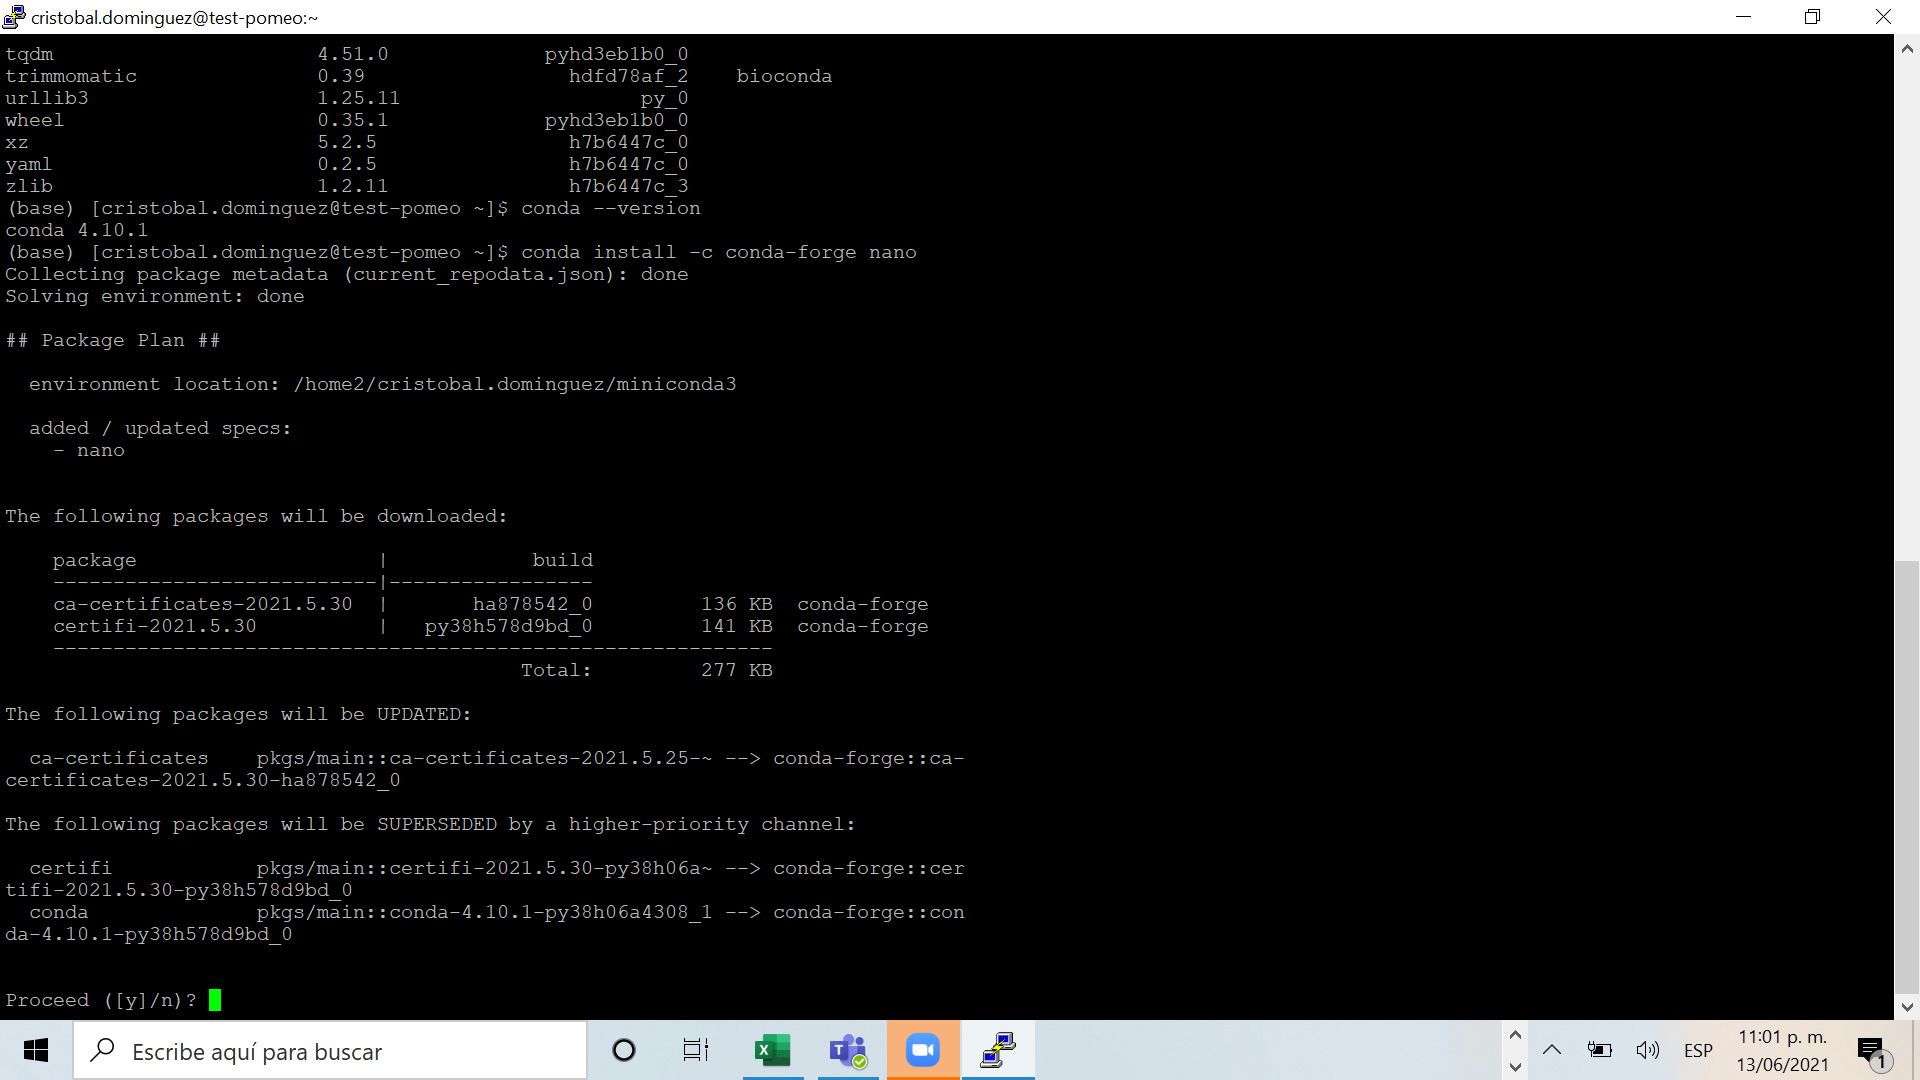 cristobal.dominguez@test-pomeo:~
tqdm 4.51.0 pyhd3eb1b0_0
trimmomatic 0.39 hdfd78af_2 bioconda
urllib3 1.25.11 py_0
wheel 0.35.1 pyhd3eb1b0_0
xz 5.2.5 h7b6447c_0
yaml 0.2.5 h7b6447c_0
zlib 1.2.11 h7b6447c_3
(base) [cristobal.dominguez@test-pomeo ~]$ conda --version
conda 4.10.1
(base) [cristobal.dominguez@test-pomeo ~]$ conda install -c conda-forge nano
Collecting package metadata (current_repodata.json): done
Solving environment: done
## Package Plan ##
environment location: /home2/cristobal.dominguez/miniconda3
added / updated specs:
- nano
The following packages will be downloaded:
package | build
---------------------------|-----------------
ca-certificates-2021.5.30 | ha878542_0 136 KB conda-forge
certifi-2021.5.30 | py38h578d9bd_0 141 KB conda-forge
------------------------------------------------------------
Total: 277 KB
The following packages will be UPDATED:
ca-certificates pkgs/main::ca-certificates-2021.5.25-~ --> conda-forge::ca-
certificates-2021.5.30-ha878542_0
The following packages will be SUPERSEDED by a higher-priority channel:
certifi pkgs/main::certifi-2021.5.30-py38h06a~ --> conda-forge::cer
tifi-2021.5.30-py38h578d9bd_0
conda pkgs/main::conda-4.10.1-py38h06a4308_1 --> conda-forge::con
da-4.10.1-py38h578d9bd_0
Proceed ([y]/n)?
Escribe aquí para buscar
ESP
11:01 p. m.
13/06/2021
1